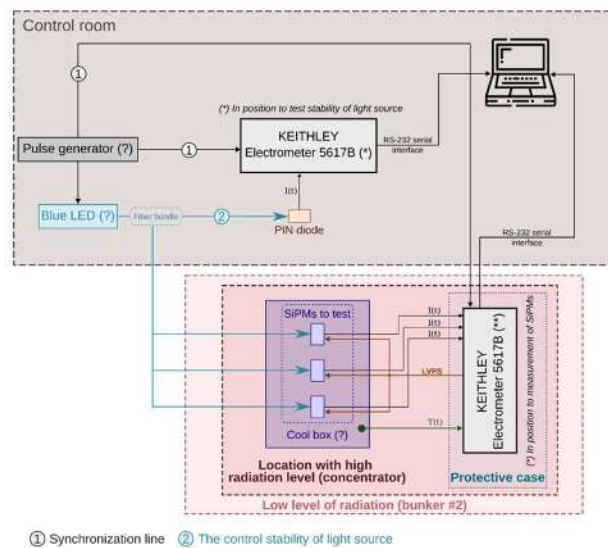 Control room
1
(*) In position to test stability of light source
Pulse generator (?)
1
KEITHLEY
Electrometer 5617B (*)
RS-232 serial
interface
I(t)
Blue LED (?)
Fiber bundle
2
PIN diode
RS-232 serial
interface
SiPMs to test
I(t)
I(t)
I(t)
LVPS
T(t)
Cool box (?)
KEITHLEY
Electrometer 5617B (**)
(*) In position to measurement of SiPMs
Location with high
radiation level (concentrator)
Protective case
Low level of radiation (bunker #2)
1 Synchronization line
2 The control stability of light source